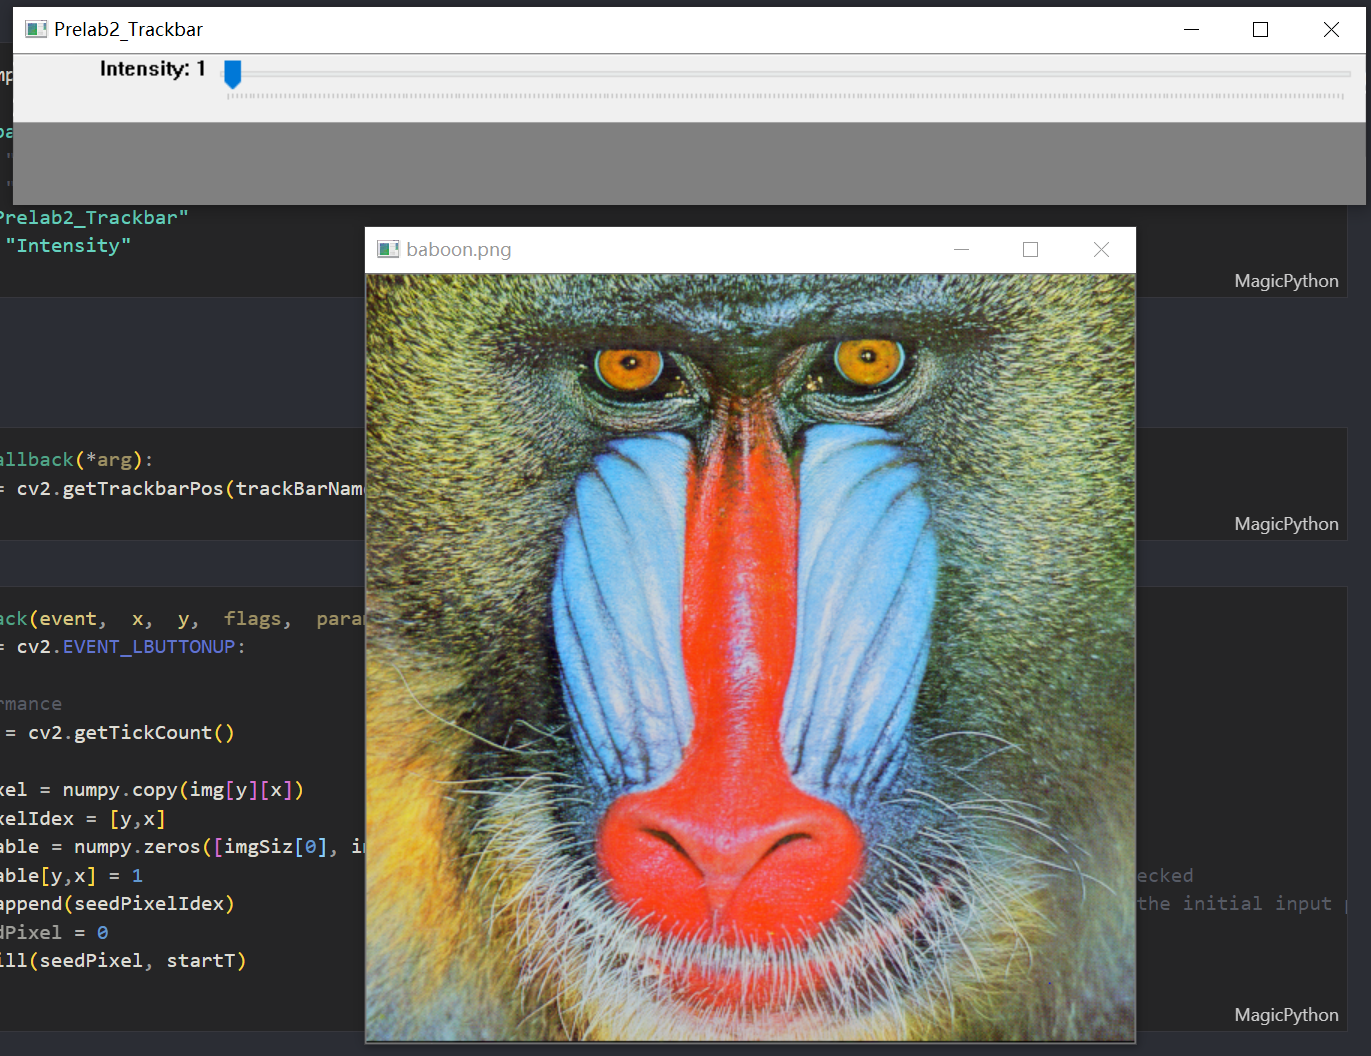 Prelab2_Trackbar
Intensity: 1
Prelab2_Trackbar"
"Intensity"
MagicPython
baboon.png
allback(*arg):
= cv2.getTrackbarPos(trackBarNam
MagicPython
ack(event, x, y, flags, para
= cv2.EVENT_LBUTTONUP:
rmance
= cv2.getTickCount()
xel = numpy.copy(img[y][x])
xelIdex = [y,x]
able = numpy.zeros([imgSiz[0], i
able[y,x] = 1
ecked
append(seedPixelIdex)
the initial input
dPixel = 0
ill(seedPixel, startT)
MagicPython